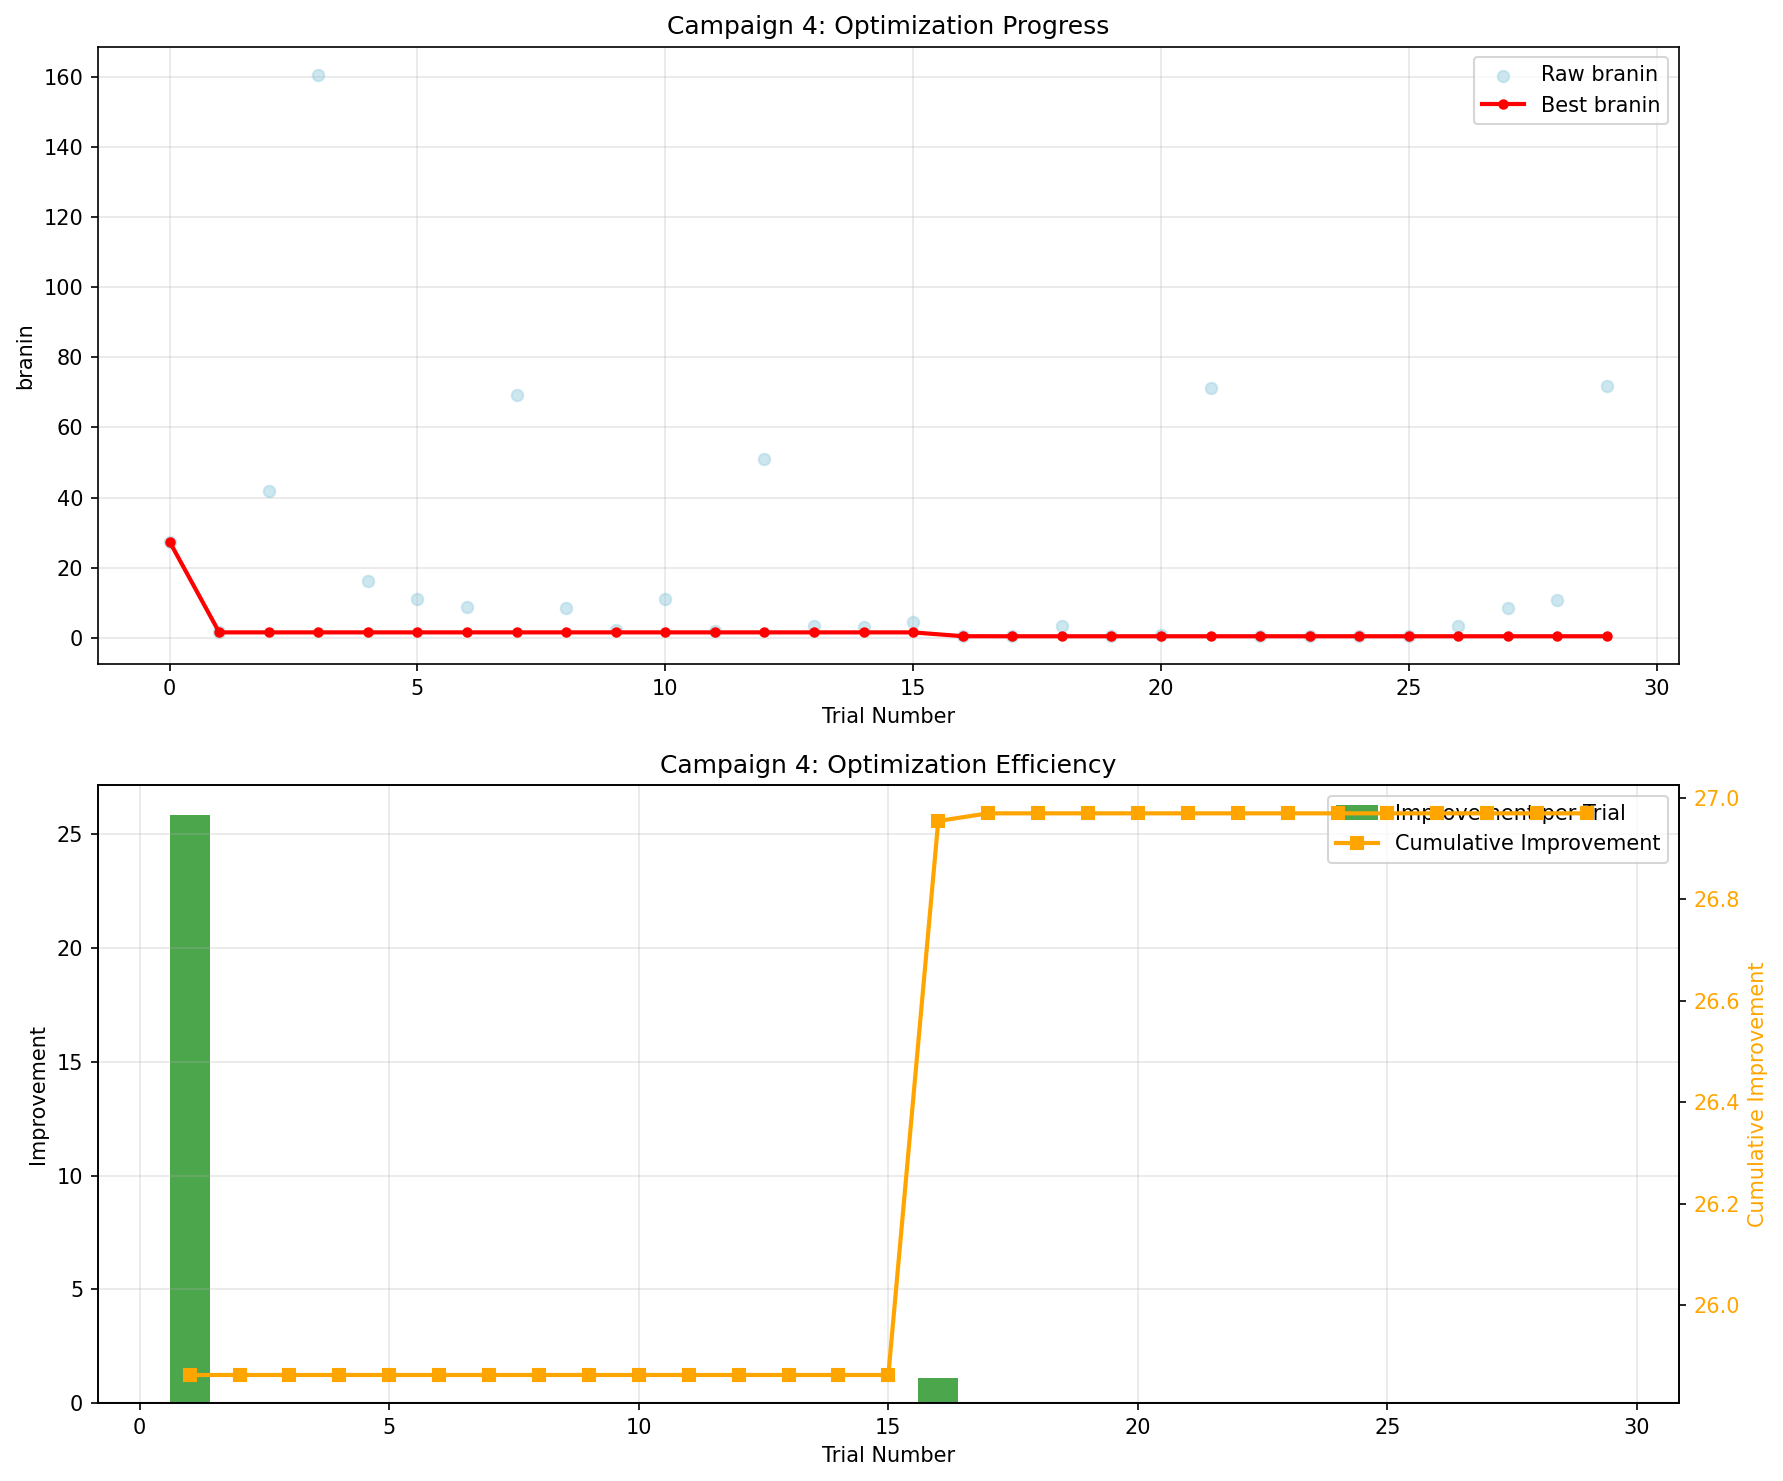 Campaign 4: Optimization Progress
160
140
120
100
80
60
40
20
0
branin
Raw branin
Best branin
0 5 10 15 20 25 30
Trial Number
Campaign 4: Optimization Efficiency
25
20
15
10
5
0
Improvement
Improvement per Trial
Cumulative Improvement
27.0
26.8
26.6
26.4
26.2
26.0
Cumulative Improvement
0 5 10 15 20 25 30
Trial Number